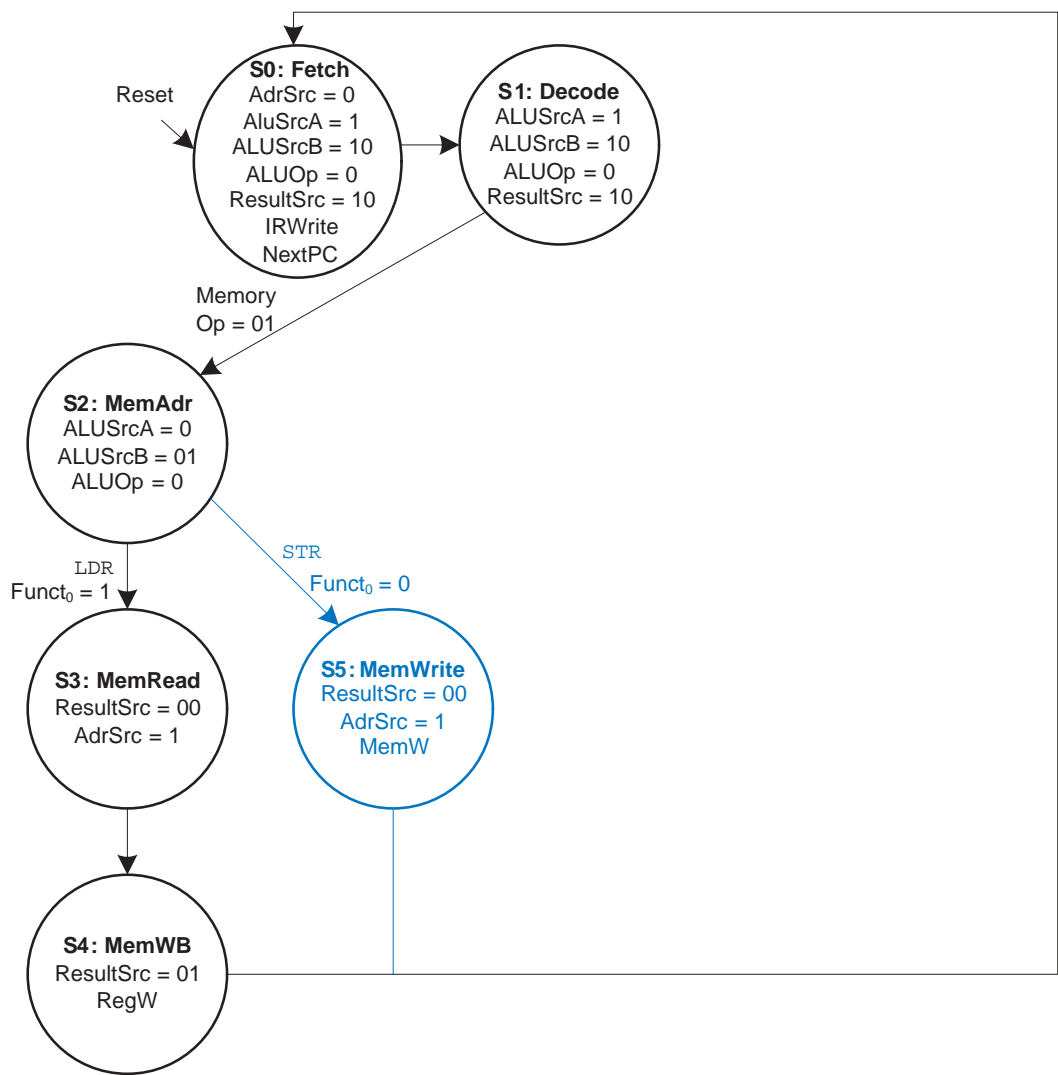 S0: Fetch
AdrSrc = 0
AluSrcA = 1
ALUSrcB = 10
ALUOp = 0
ResultSrc = 10
IRWrite
NextPC
Reset
S1: Decode
ALUSrcA = 1
ALUSrcB = 10
ALUOp = 0
ResultSrc = 10
Memory
Op = 01
S2: MemAdr
ALUSrcA = 0
ALUSrcB = 01
ALUOp = 0
LDR
Funct₀ = 1
STR
Funct₀ = 0
S3: MemRead
ResultSrc = 00
AdrSrc = 1
S5: MemWrite
ResultSrc = 00
AdrSrc = 1
MemW
S4: MemWB
ResultSrc = 01
RegW